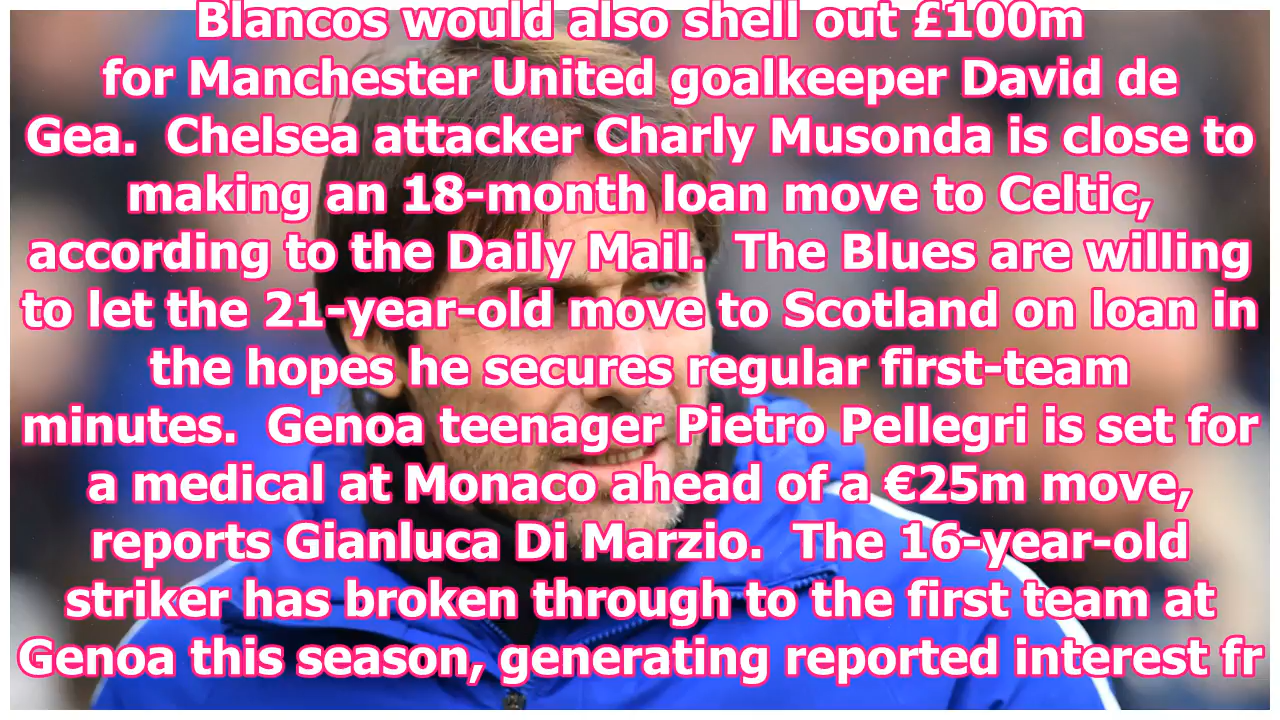 Blancos would also shell out £100m
for Manchester United goalkeeper David de
Gea.  Chelsea attacker Charly Musonda is close to
making an 18-month loan move to Celtic,
according to the Daily Mail.  The Blues are willing
to let the 21-year-old move to Scotland on loan in
the hopes he secures regular first-team
minutes.  Genoa teenager Pietro Pellegri is set for
a medical at Monaco ahead of a €25m move,
reports Gianluca Di Marzio.  The 16-year-old
striker has broken through to the first team at
Genoa this season, generating reported interest fr